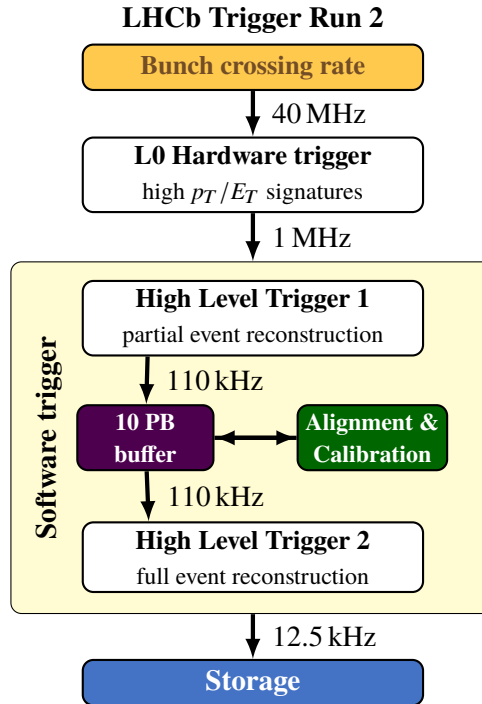 LHCb Trigger Run 2
Bunch crossing rate
40 MHz
L0 Hardware trigger
high p_T/E_T signatures
1 MHz
Software trigger
High Level Trigger 1
partial event reconstruction
110 kHz
10 PB
buffer
Alignment &
Calibration
110 kHz
High Level Trigger 2
full event reconstruction
12.5 kHz
Storage